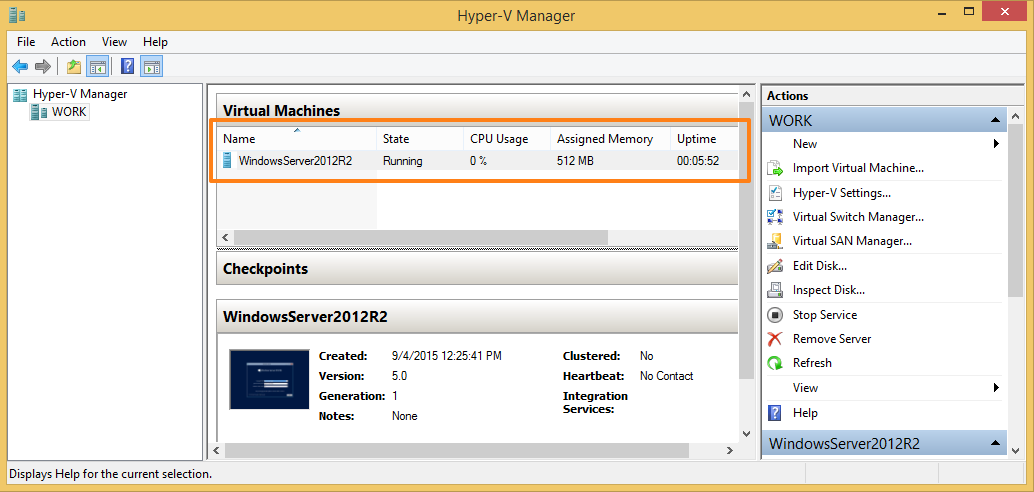 Hyper-V Manager
File Action View Help
Hyper-V Manager
WORK
Virtual Machines
Name State CPU Usage Assigned Memory Uptime
WindowsServer2012R2 Running 0 % 512 MB 00:05:52
Checkpoints
WindowsServer2012R2
Created: 9/4/2015 12:25:41 PM Clustered: No
Version: 5.0 Heartbeat: No Contact
Generation: 1 Integration
Services:
Notes: None
Actions
WORK
New
Import Virtual Machine...
Hyper-V Settings...
Virtual Switch Manager...
Virtual SAN Manager...
Edit Disk...
Inspect Disk...
Stop Service
Remove Server
Refresh
View
Help
WindowsServer2012R2
Displays Help for the current selection.